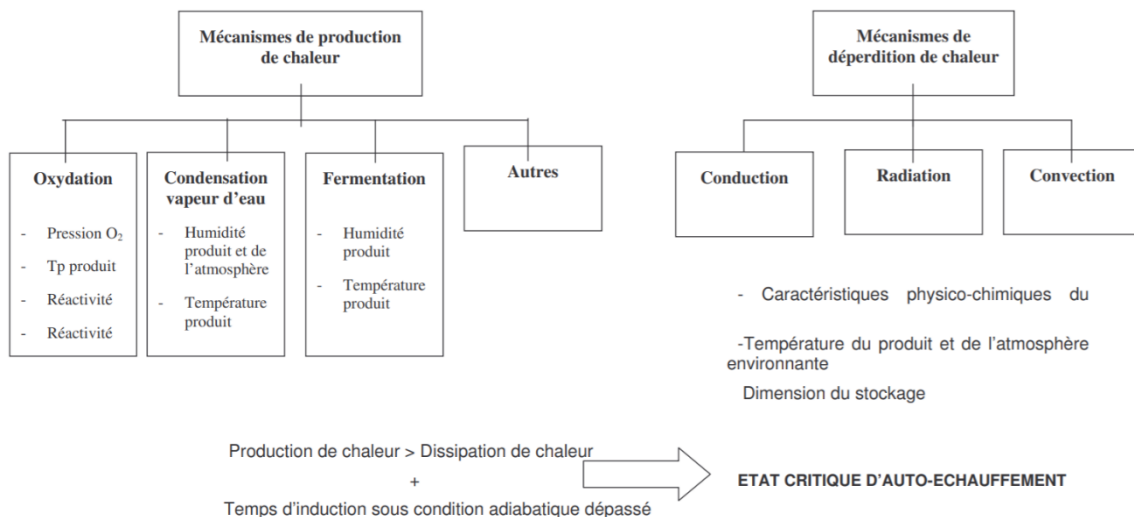 Mécanismes de production
de chaleur
Mécanismes de
déperdition de chaleur
Oxydation
- Pression O₂
- Tp produit
- Réactivité
- Réactivité
Condensation
vapeur d’eau
- Humidité
produit et de
l’atmosphère
- Température
produit
Fermentation
- Humidité
produit
- Température
produit
Autres
Conduction
Radiation
Convection
- Caractéristiques physico-chimiques du
-Température du produit et de l’atmosphère
environnante
Dimension du stockage
Production de chaleur > Dissipation de chaleur
+
Temps d’induction sous condition adiabatique dépassé
ETAT CRITIQUE D’AUTO-ECHAUFFEMENT